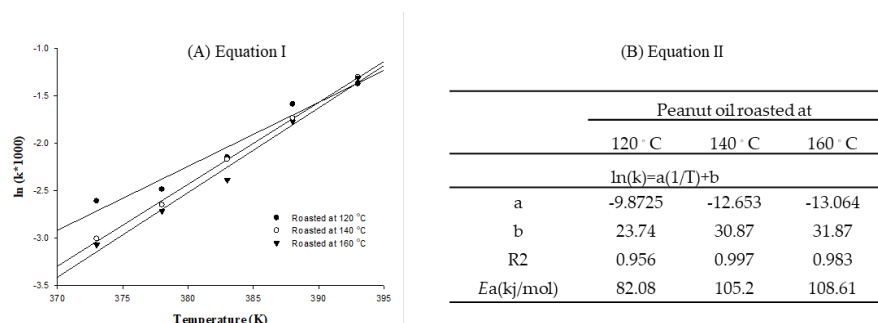 (A) Equation I
-1.0
-1.5
-2.0
-2.5
-3.0
-3.5
ln (k*1000)
Roasted at 120 °C
Roasted at 140 °C
Roasted at 160 °C
370 375 380 385 390 395
Temperature (K)
(B) Equation II
Peanut oil roasted at
120 °C 140 °C 160 °C
ln(k)=a(1/T)+b
a -9.8725 -12.653 -13.064
b 23.74 30.87 31.87
R2 0.956 0.997 0.983
Ea(kj/mol) 82.08 105.2 108.61